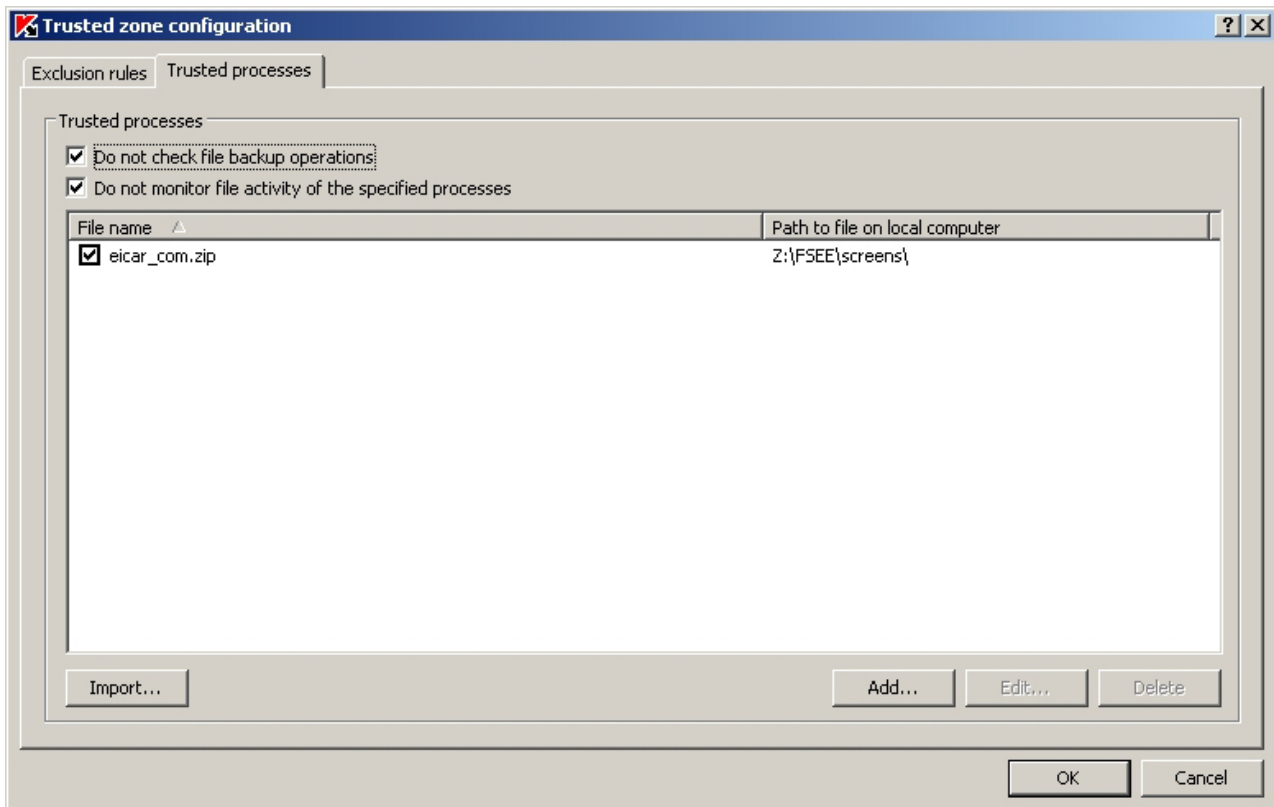 Trusted zone configuration
Exclusion rules Trusted processes
Trusted processes
Do not check file backup operations
Do not monitor file activity of the specified processes
File name Path to file on local computer
eicar_com.zip Z:\FSEE\screens\
Import... Add... Edit... Delete
OK Cancel